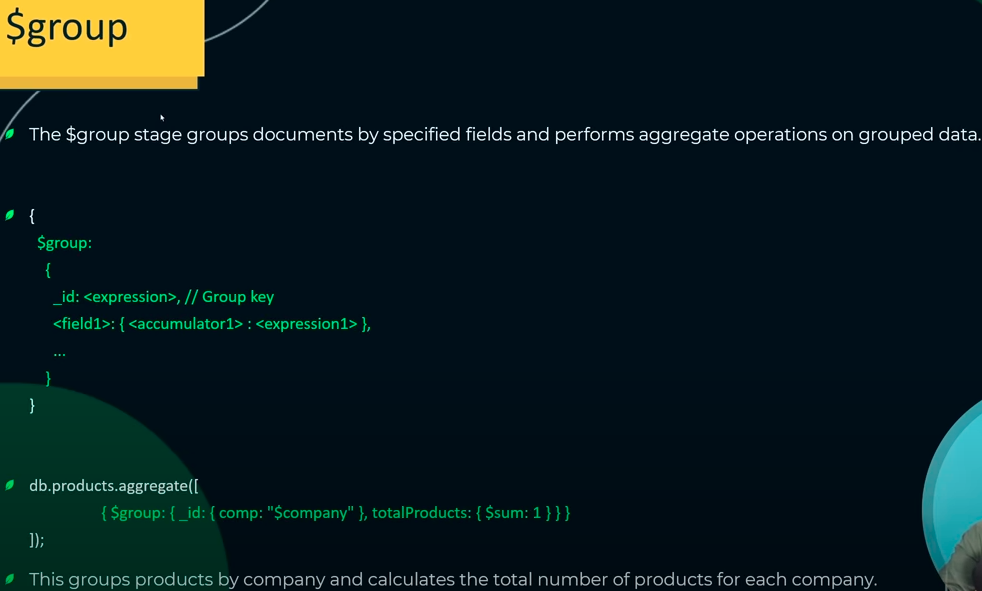 $group
The $group stage groups documents by specified fields and performs aggregate operations on grouped data.
{
$group:
{
_id: <expression>, // Group key
<field1>: { <accumulator1> : <expression1> },
...
}
}
db.products.aggregate([
{ $group: { _id: { comp: "$company" }, totalProducts: { $sum: 1 } } }
]);
This groups products by company and calculates the total number of products for each company.